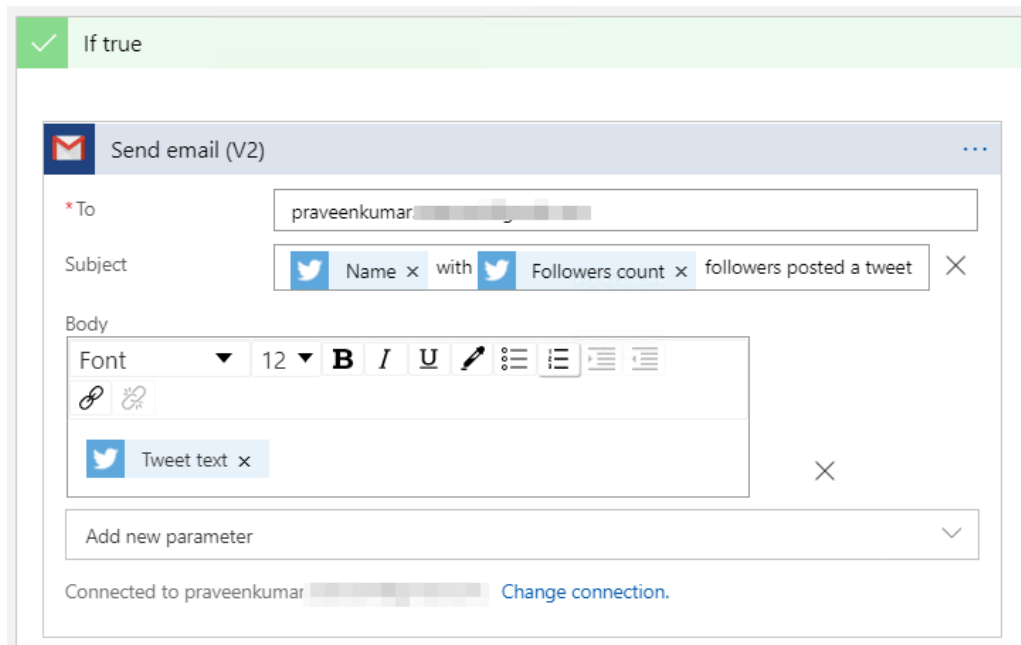 If true
Send email (V2)
* To praveenkumar.
Subject Name × with Followers count × followers posted a tweet
Body
Font 12 B I U
Tweet text ×
Add new parameter
Connected to praveenkumar Change connection.